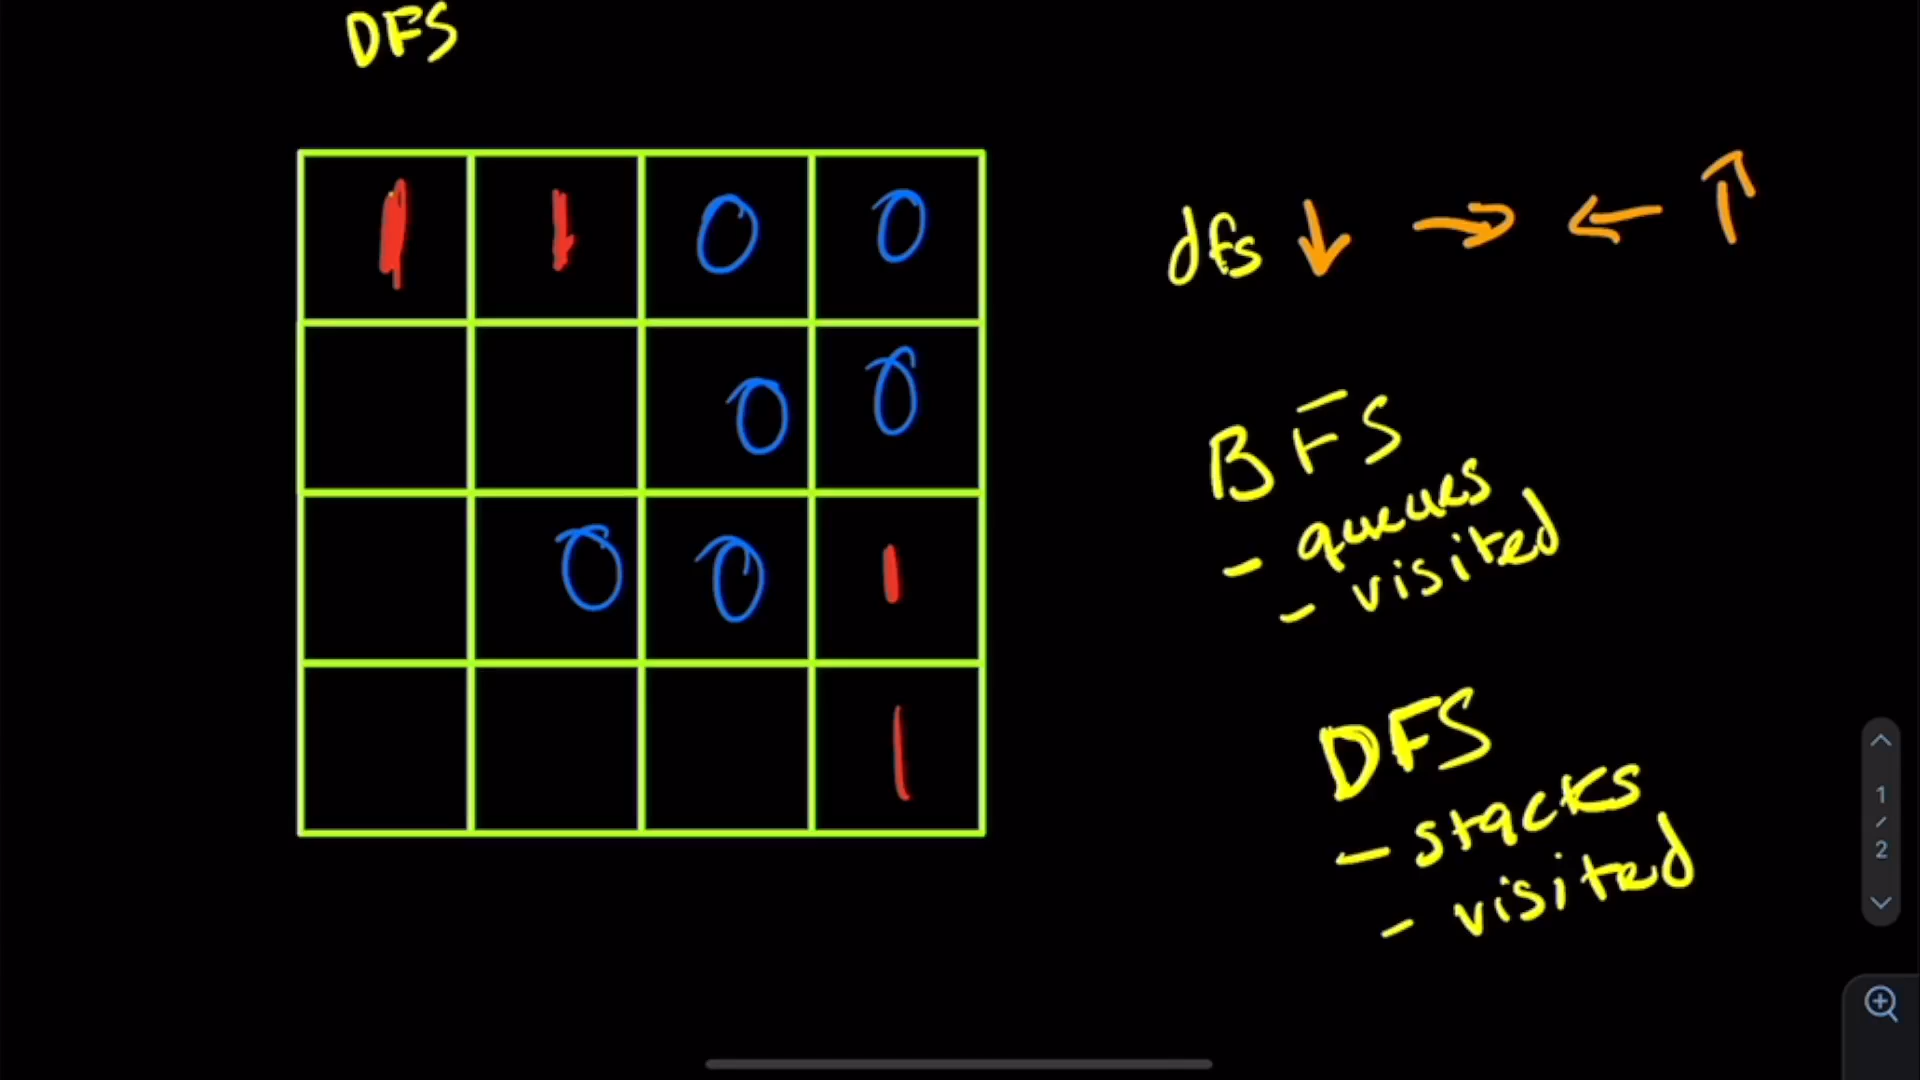 DFS
1 1 0 0
0 0
0 0 1
1
dfs ↓ → ← ↑
BFS
- queues
- visited
DFS
- stacks
- visited
1
/
2